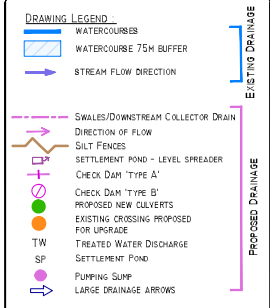 DRAWING LEGEND :
WATERCOURSES
WATERCOURSE 75M BUFFER
STREAM FLOW DIRECTION
EXISTING DRAINAGE
SWALES/DOWNSTREAM COLLECTOR DRAIN
DIRECTION OF FLOW
SILT FENCES
SETTLEMENT POND - LEVEL SPREADER
CHECK DAM 'TYPE A'
CHECK DAM 'TYPE B'
PROPOSED NEW CULVERTS
EXISTING CROSSING PROPOSED
FOR UPGRADE
TW TREATED WATER DISCHARGE
SP SETTLEMENT POND
PUMPING SUMP
LARGE DRAINAGE ARROWS
PROPOSED DRAINAGE